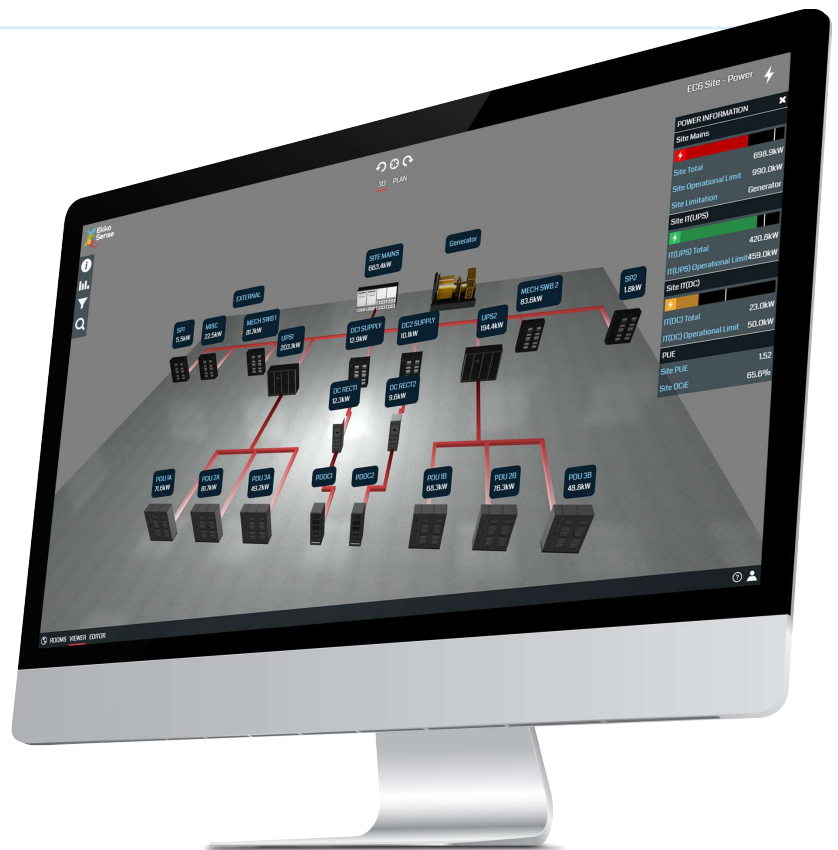 EC6 Site - Power
POWER INFORMATION
Site Mains
Site Total 698.9kW
Site Operational Limit 990.0kW
Site Limitation Generator
Site IT(UPS)
IT(UPS) Total 420.8kW
IT(UPS) Operational Limit 459.0kW
Site IT(DC)
IT(DC) Total 23.0kW
IT(DC) Operational Limit 50.0kW
PUE
Site PUE 1.52
Site DCiE 65.6%
3D PLAN
Ekko
Sense
SITE MAINS
663.4kW
Generator
EXTERNAL
SP1
5.5kW
MISC
22.5kW
MECH SWB 1
81.7kW
UPS1
203.1kW
DC1 SUPPLY
12.9kW
DC2 SUPPLY
10.1kW
UPS2
194.4kW
MECH SWB 2
83.6kW
SP2
1.8kW
DC RECT1
12.3kW
DC RECT2
9.6kW
PDU 1A
71.6kW
PDU 2A
81.7kW
PDU 3A
49.2kW
PDDC1
PDDC2
PDU 1B
68.3kW
PDU 2B
76.3kW
PDU 3B
48.8kW
ROOMS VIEWER EDITOR